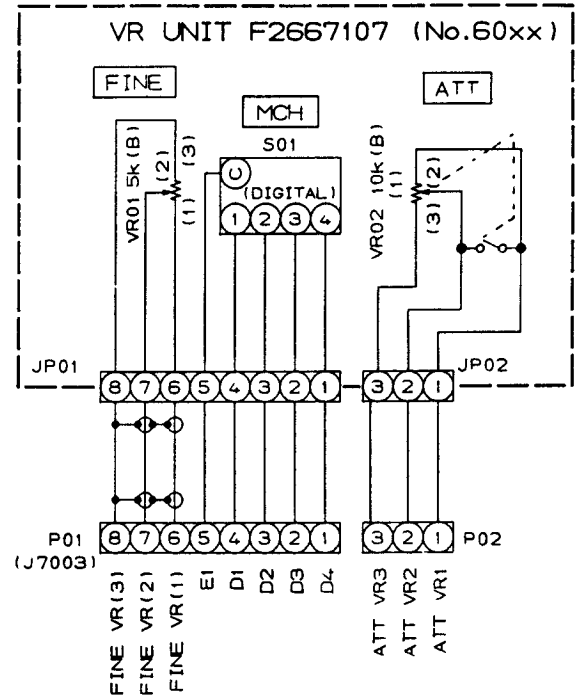 VR UNIT F2667107 (No.60xx)
FINE
ATT
MCH
S01
VR01 5k(B)
(2)
(3)
(1)
C
(DIGITAL)
1 2 3 4
VR02 10k(B)
(1)
(2)
(3)
JP01
JP02
8 7 6 5 4 3 2 1
3 2 1
P01
(J7003)
8 7 6 5 4 3 2 1
3 2 1
P02
FINE VR(3)
FINE VR(2)
FINE VR(1)
E1
D1
D2
D3
D4
ATT VR3
ATT VR2
ATT VR1